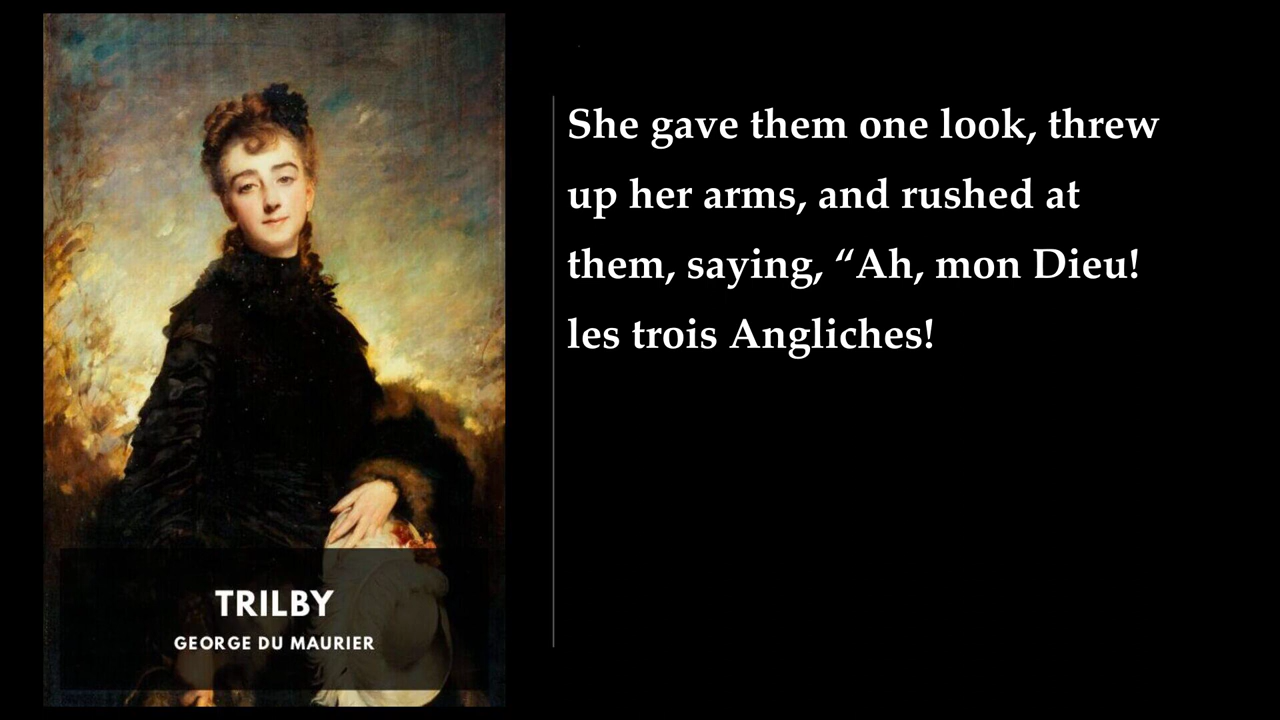 TRILBY
GEORGE DU MAURIER
She gave them one look, threw
up her arms, and rushed at
them, saying, “Ah, mon Dieu!
les trois Angliches!